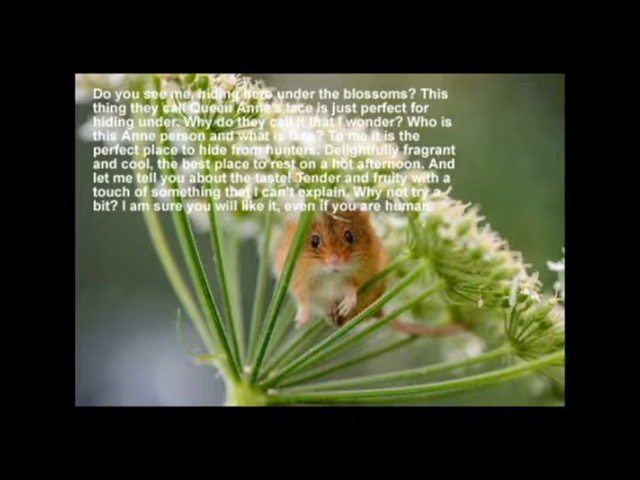 Do you see me, hiding here under the blossoms? This
thing they call Queen Anne's lace is just perfect for
hiding under. Why do they call it that I wonder? Who is
this Anne person and what is lace? To me it is the
perfect place to hide from hunters. Delightfully fragrant
and cool, the best place to rest on a hot afternoon. And
let me tell you about the taste! Tender and fruity with a
touch of something that I can't explain. Why not try a
bit? I am sure you will like it, even if you are human.